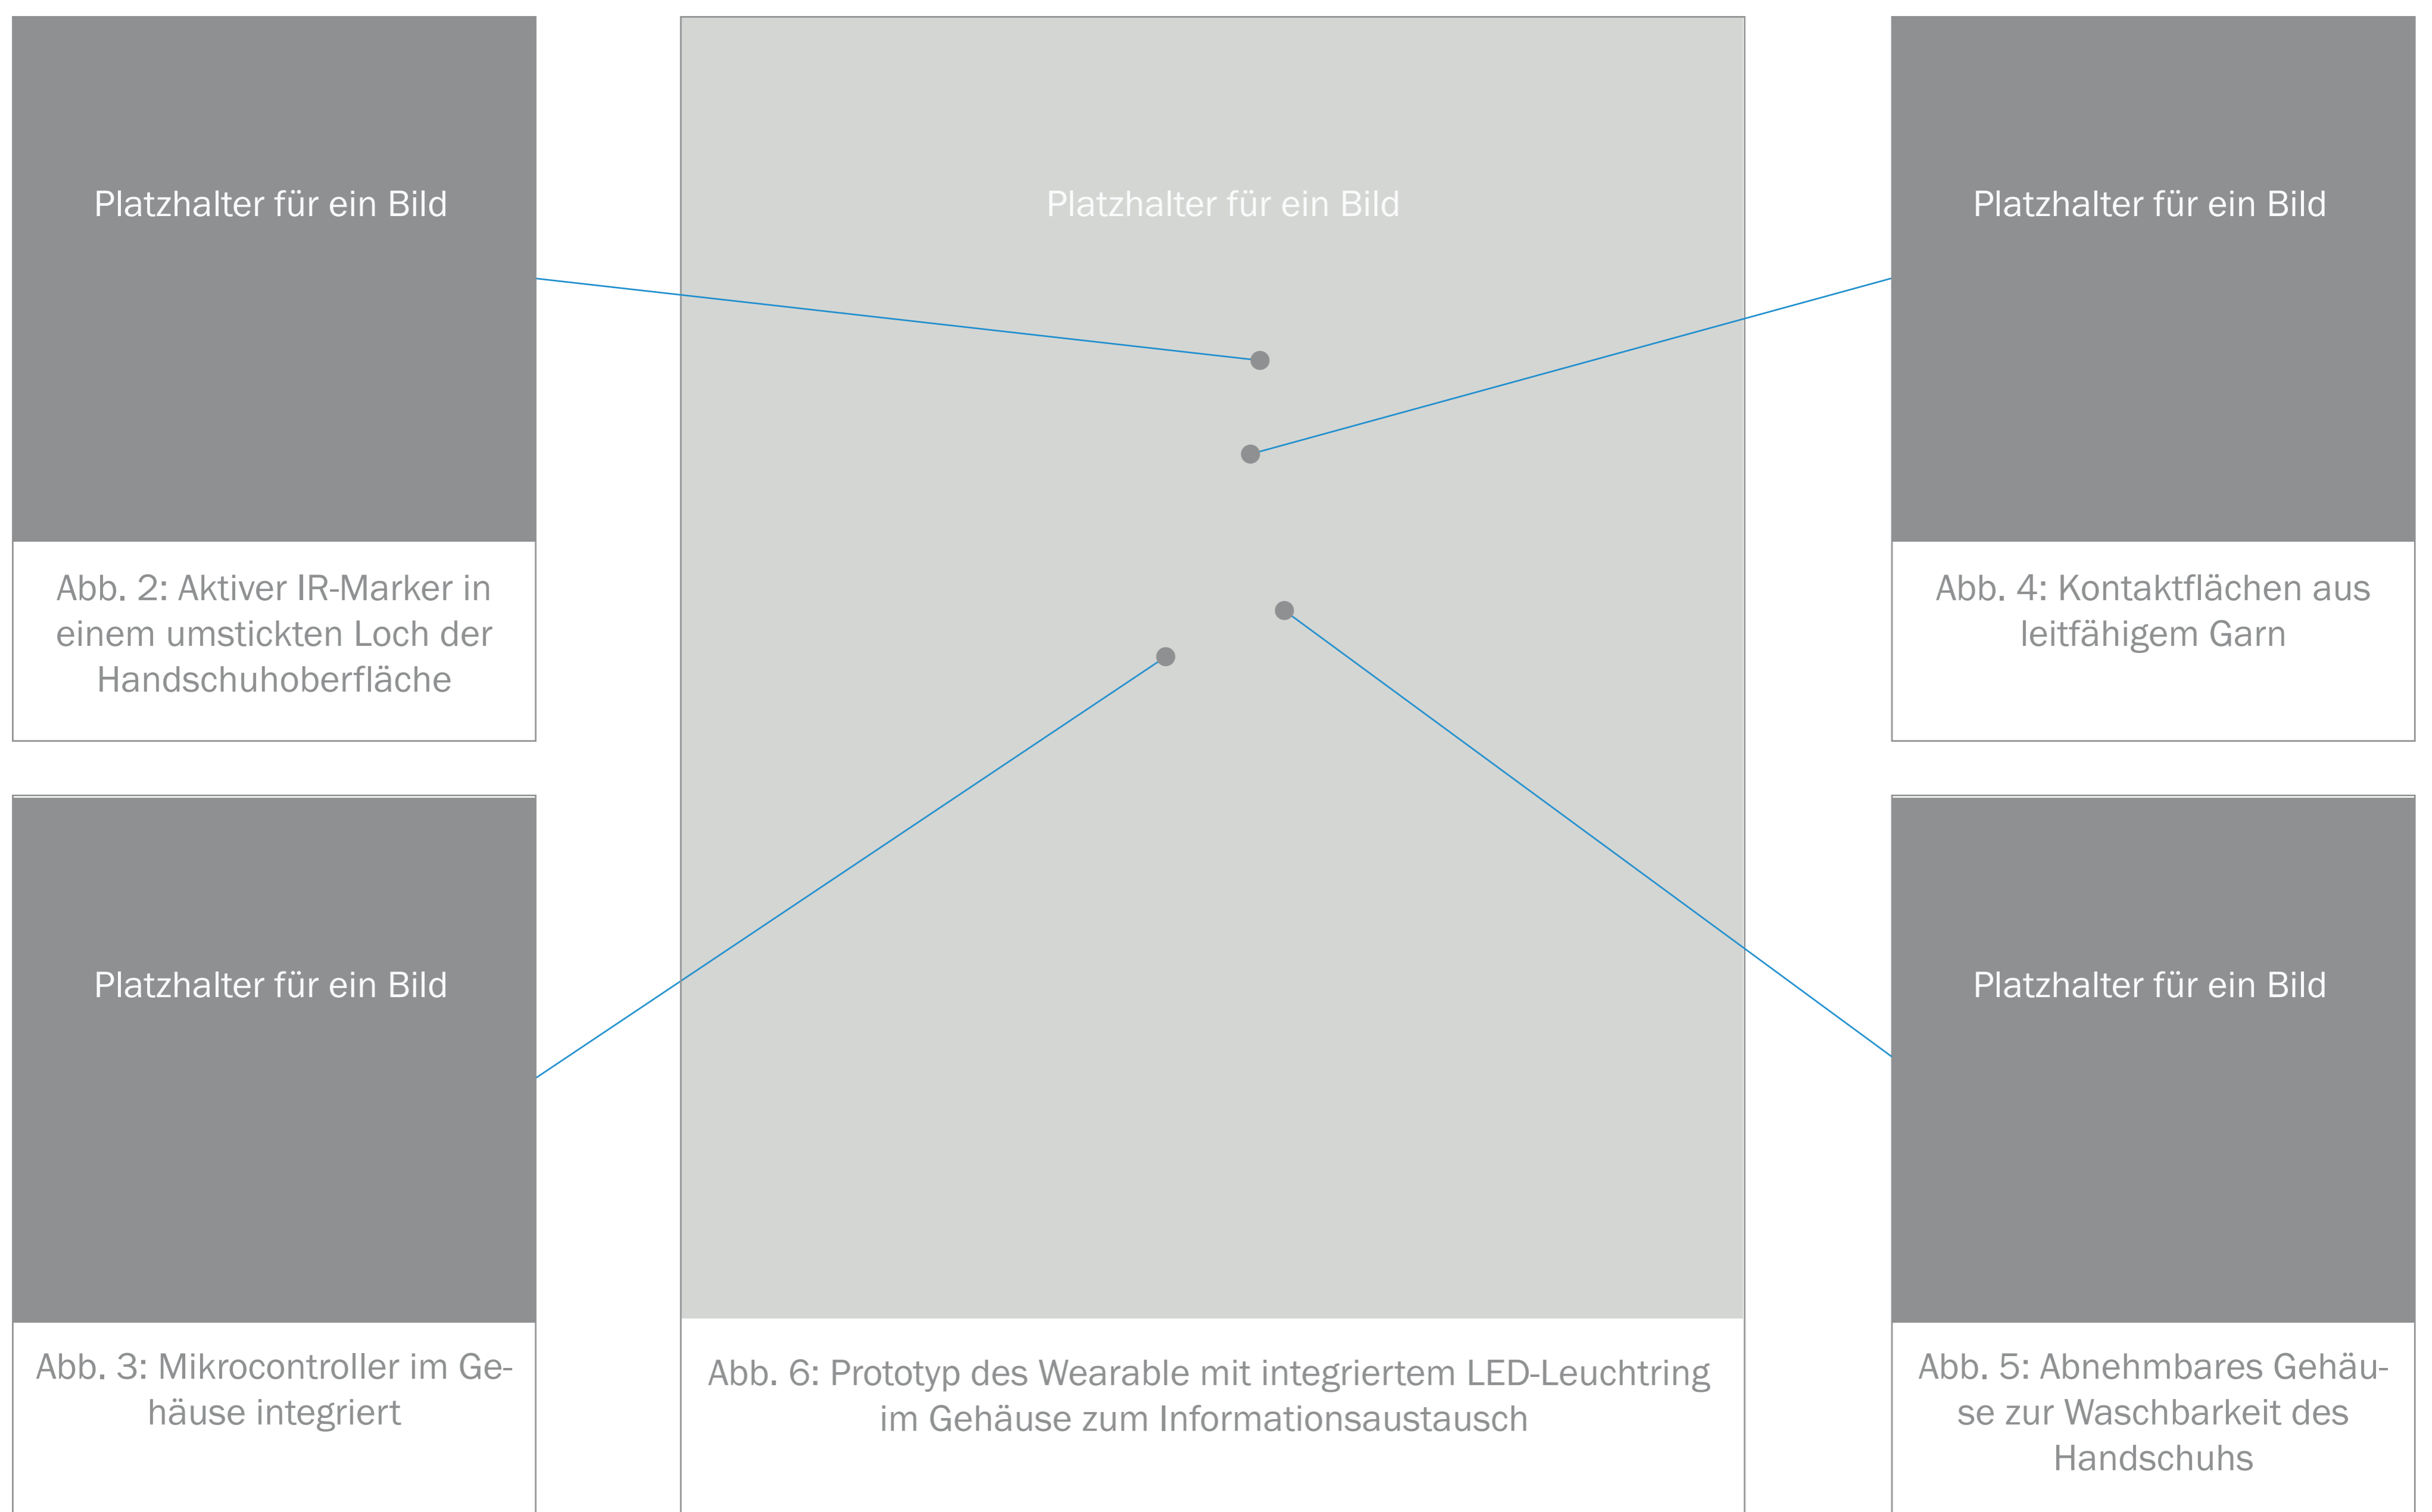 Platzhalter für ein Bild
Abb. 2: Aktiver IR-Marker in
einem umstickten Loch der
Handschuhoberfläche
Platzhalter für ein Bild
Abb. 3: Mikrocontroller im Ge-
häuse integriert
Platzhalter für ein Bild
Abb. 6: Prototyp des Wearable mit integriertem LED-Leuchtring
im Gehäuse zum Informationsaustausch
Platzhalter für ein Bild
Abb. 4: Kontaktflächen aus
leitfähigem Garn
Platzhalter für ein Bild
Abb. 5: Abnehmbares Gehäu-
se zur Waschbarkeit des
Handschuhs